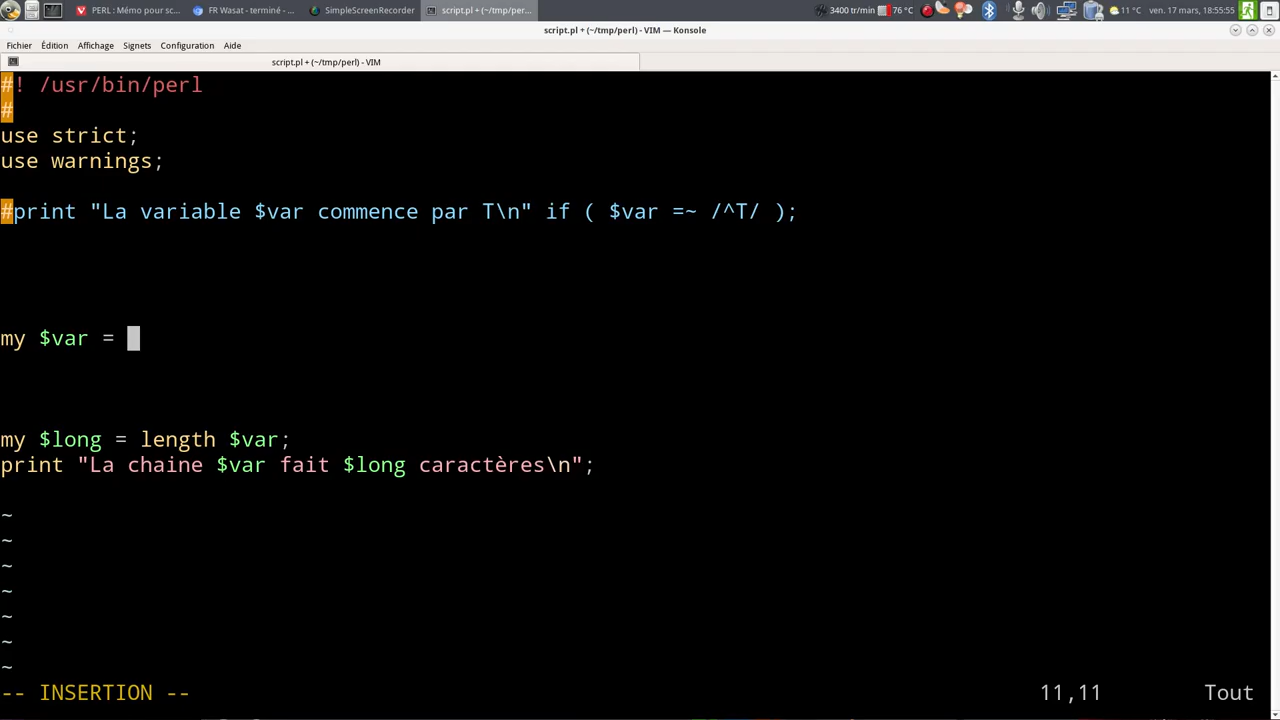 PERL : Mémo pour sc...
FR Wasat - terminé - ...
SimpleScreenRecorder
script.pl + (~/tmp/per...
3400 tr/min
76 °C
11 °C
ven. 17 mars, 18:55:55
script.pl + (~/tmp/perl) - VIM — Konsole
Fichier Édition Affichage Signets Configuration Aide
script.pl + (~/tmp/perl) - VIM
#! /usr/bin/perl
#
use strict;
use warnings;
#print "La variable $var commence par T\n" if ( $var =~ /^T/ );
my $var =
my $long = length $var;
print "La chaine $var fait $long caractères\n";
~
~
~
~
~
~
~
-- INSERTION -- 11,11 Tout